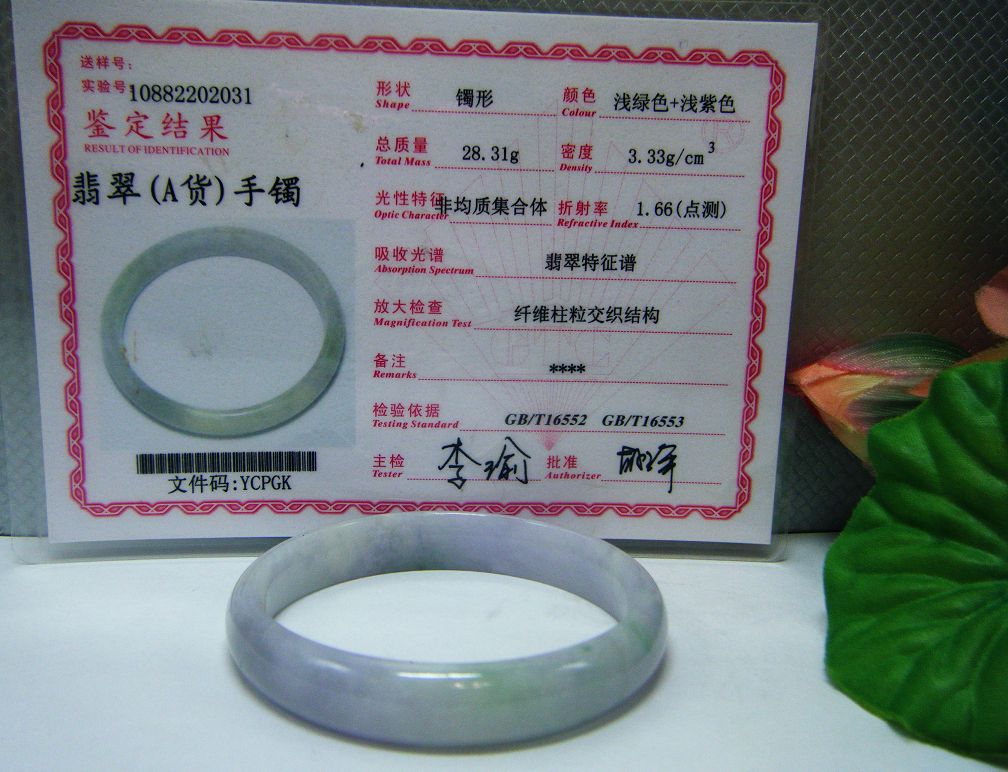 送样号:
实验号10882202031
鉴定结果
RESULT OF IDENTIFICATION
翡翠(A货)手镯
文件码:YCPGK
形状 镯形 颜色 浅绿色+浅紫色
Shape Colour
总质量 28.31g 密度 3.33g/cm³
Total Mass Density
光性特征 非均质集合体 折射率 1.66(点测)
Optic Character Refractive Index
吸收光谱 翡翠特征谱
Absorption Spectrum
放大检查 纤维柱粒交织结构
Magnification Test
备注 ****
Remarks
检验依据 GB/T16552 GB/T16553
Testing Standard
主检 李瑜 批准
Tester Authorizer